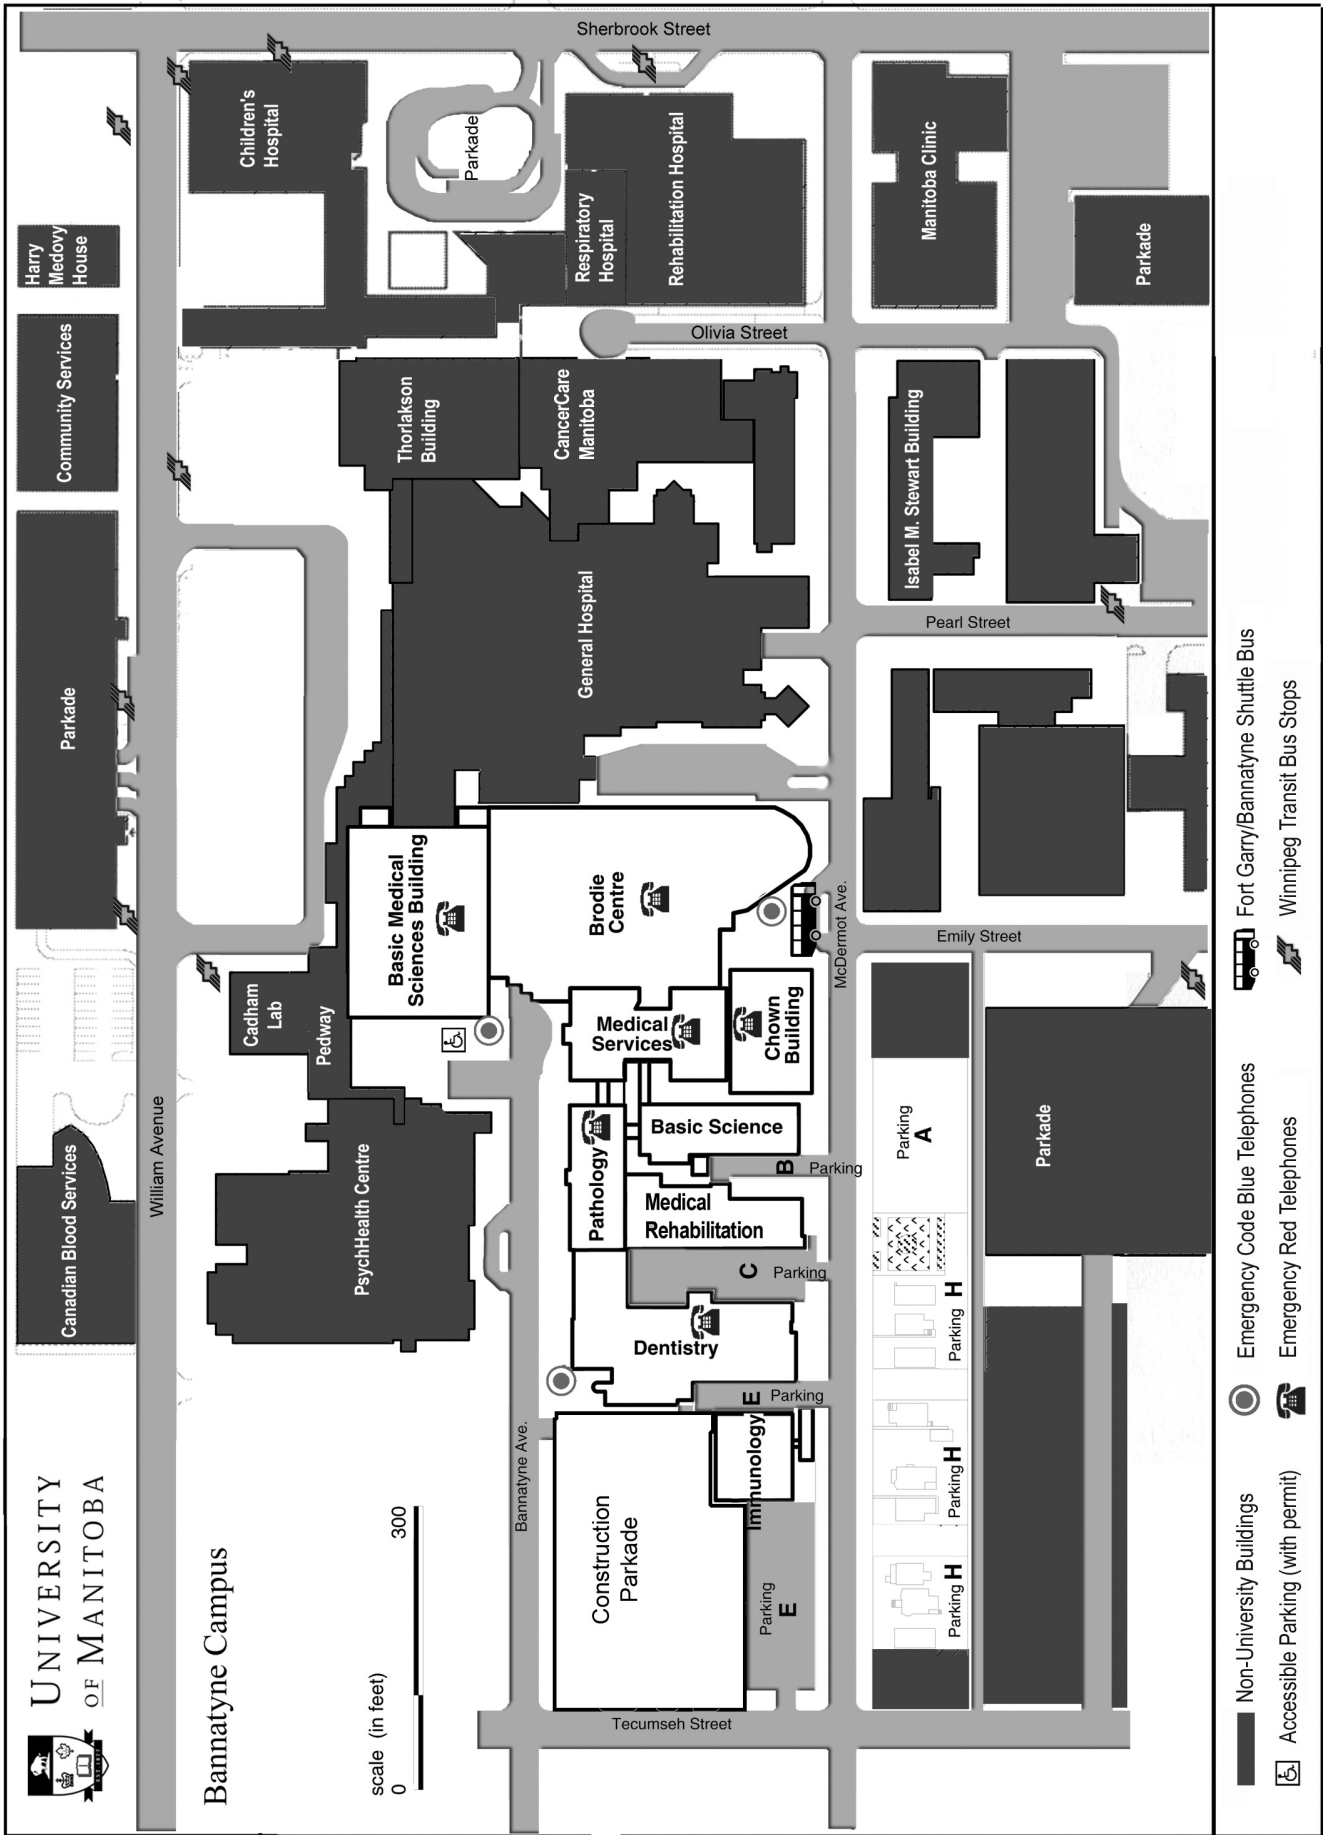 UNIVERSITY
OF MANITOBA
Bannatyne Campus
scale (in feet)
0
300
Canadian Blood Services
Parkade
Community Services
Harry
Medovy
House
William Avenue
Sherbrook Street
Children's
Hospital
Parkade
Respiratory
Hospital
Rehabilitation Hospital
Manitoba Clinic
Parkade
Olivia Street
Thorlakson
Building
CancerCare
Manitoba
General Hospital
Isabel M. Stewart Building
Pearl Street
PsychHealth Centre
Cadham
Lab
Pedway
Basic Medical
Sciences Building
Brodie
Centre
Medical
Services
Chown
Building
Pathology
Basic Science
Medical
Rehabilitation
B
Parking
C
Parking
Dentistry
E
Parking
Immunology
Construction
Parkade
Parking
E
Bannatyne Ave.
Tecumseh Street
McDermot Ave.
Emily Street
Parking
A
Parking H
Parking H
Parking H
Parkade
Non-University Buildings
Accessible Parking (with permit)
Emergency Code Blue Telephones
Emergency Red Telephones
Fort Garry/Bannatyne Shuttle Bus
Winnipeg Transit Bus Stops